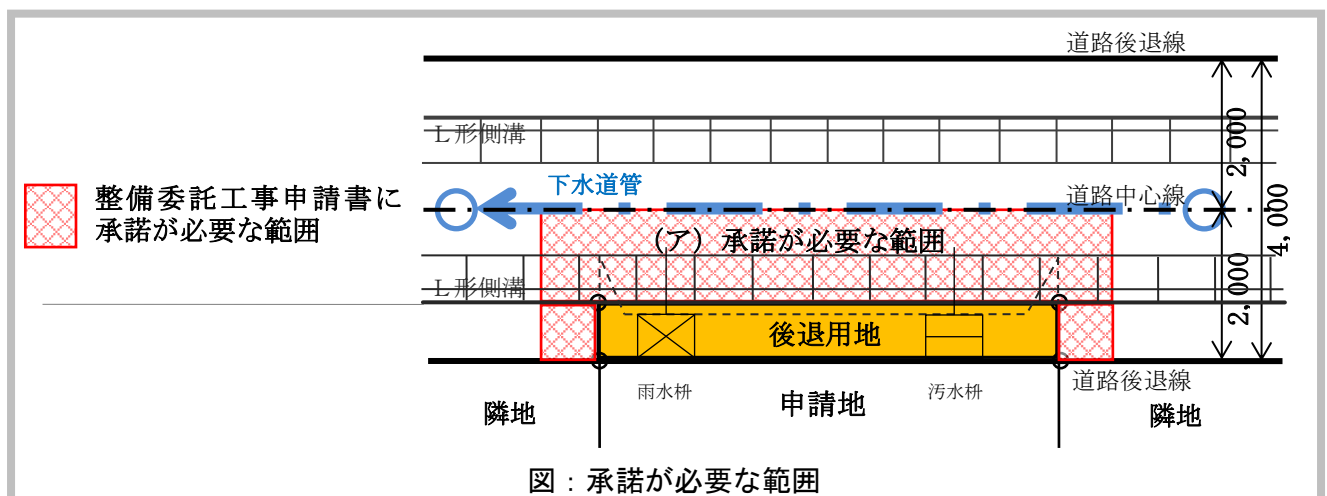 道路後退線
L形側溝
2,000
下水道管
道路中心線
整備委託工事申請書に
承諾が必要な範囲
(ア) 承諾が必要な範囲
4,000
L形側溝
2,000
後退用地
道路後退線
雨水枡
汚水枡
隣地
申請地
隣地
図：承諾が必要な範囲